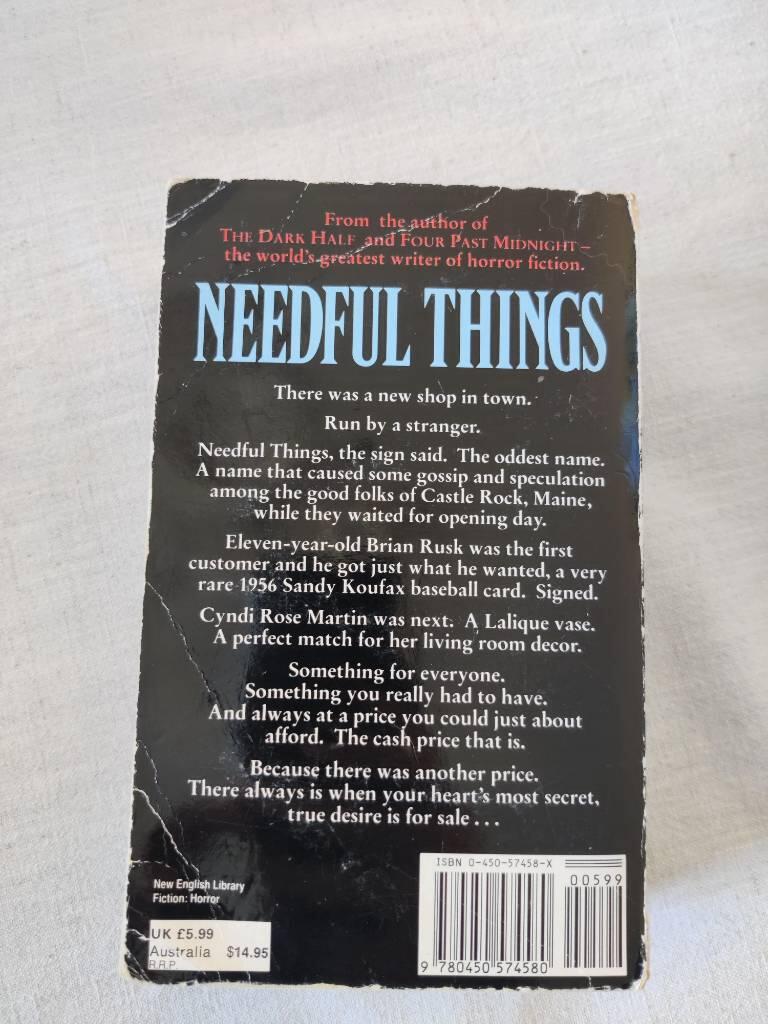 From the author of
THE DARK HALF and FOUR PAST MIDNIGHT –
the world's greatest writer of horror fiction.
NEEDFUL THINGS
There was a new shop in town.
Run by a stranger.
Needful Things, the sign said. The oddest name.
A name that caused some gossip and speculation
among the good folks of Castle Rock, Maine,
while they waited for opening day.
Eleven-year-old Brian Rusk was the first
customer and he got just what he wanted, a very
rare 1956 Sandy Koufax baseball card. Signed.
Cyndi Rose Martin was next. A Lalique vase.
A perfect match for her living room decor.
Something for everyone.
Something you really had to have.
And always at a price you could just about
afford. The cash price that is.
Because there was another price.
There always is when your heart's most secret,
true desire is for sale . . .
New English Library
Fiction: Horror
UK £5.99
Australia $14.95
R.R.P.
ISBN 0-450-57458-X
00599
9 780450 574580